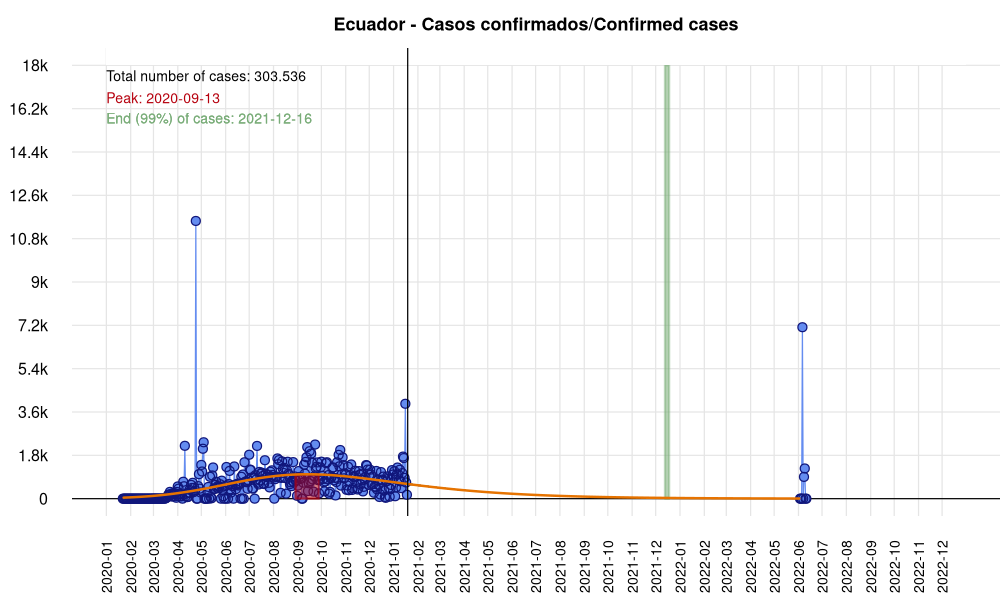 Ecuador - Casos confirmados/Confirmed cases
18k
Total number of cases: 303.536
Peak: 2020-09-13
16.2k
End (99%) of cases: 2021-12-16
14.4k
12.6k
10.8k
9k
7.2k
5.4k
3.6k
1.8k
0
2020-01
2020-02
2020-03
2020-04
2020-05
2020-06
2020-07
2020-08
2020-09
2020-10
2020-11
2020-12
2021-01
2021-02
2021-03
2021-04
2021-05
2021-06
2021-07
2021-08
2021-09
2021-10
2021-11
2021-12
2022-01
2022-02
2022-03
2022-04
2022-05
2022-06
2022-07
2022-08
2022-09
2022-10
2022-11
2022-12